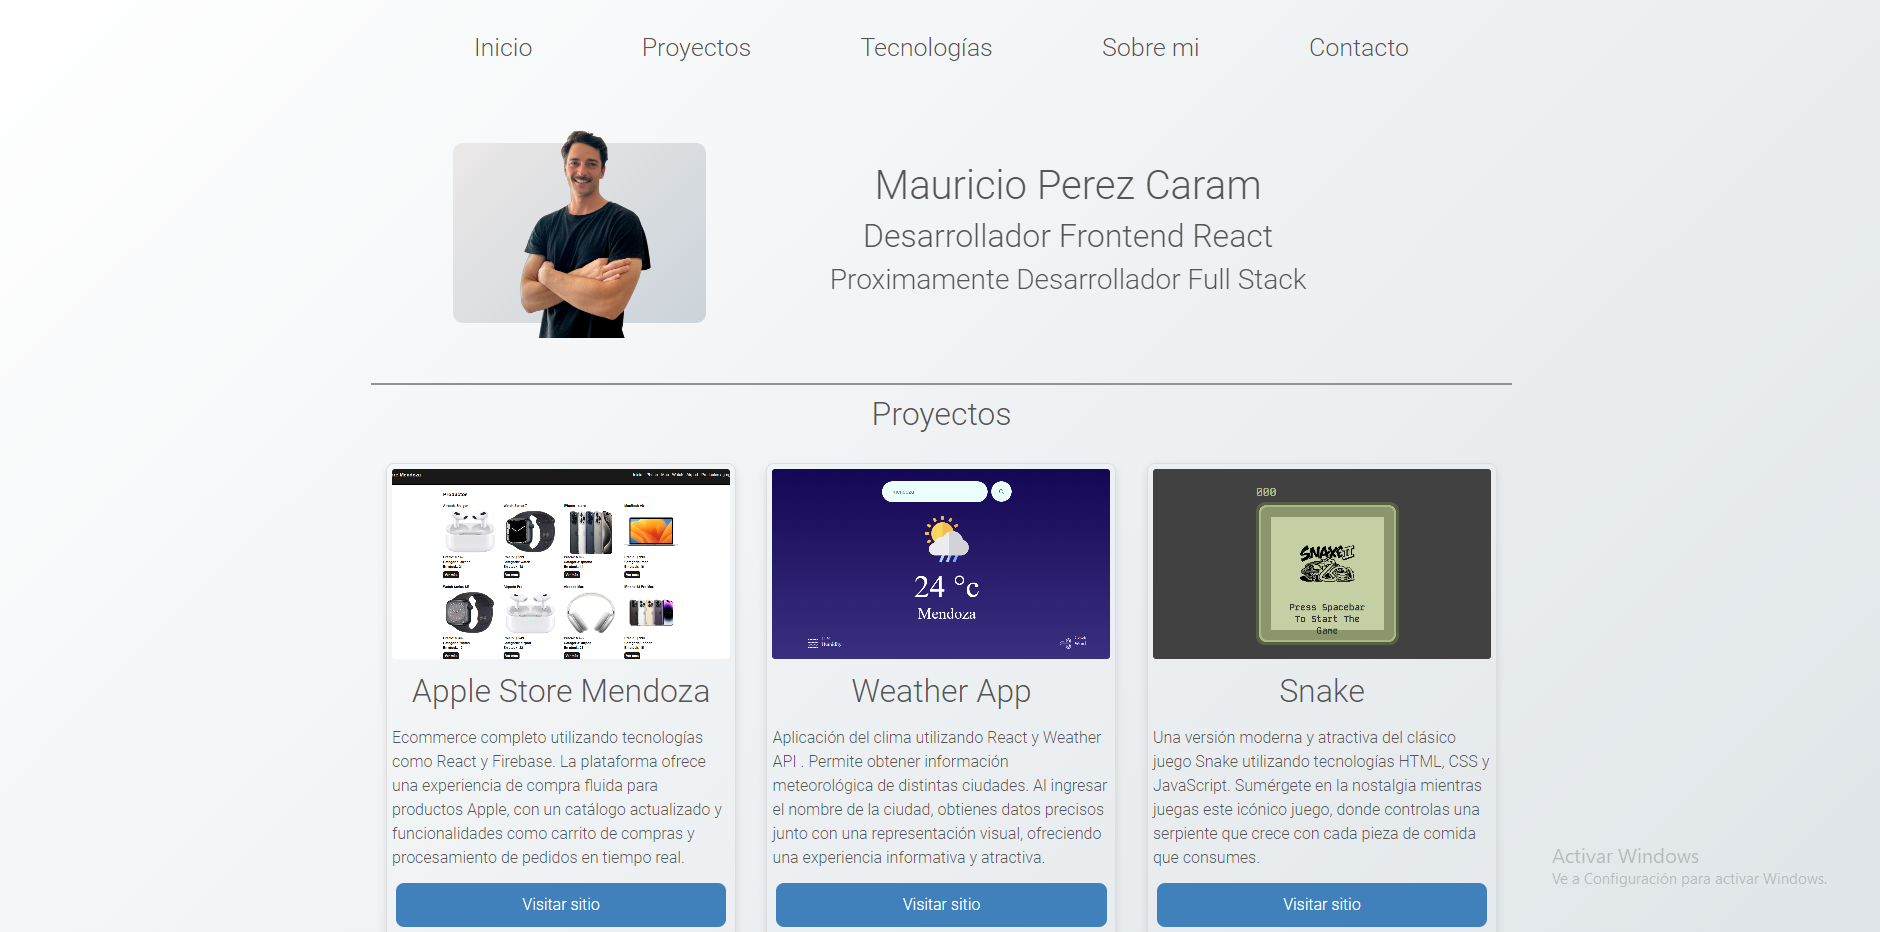 Inicio
Proyectos
Tecnologías
Sobre mi
Contacto
Mauricio Perez Caram
Desarrollador Frontend React
Proximamente Desarrollador Full Stack
Proyectos
Productos
mendoza
24 °c
Mendoza
Humidity
Wind
000
SNAKE II
Press Spacebar
To Start The
Game
Apple Store Mendoza
Ecommerce completo utilizando tecnologías
como React y Firebase. La plataforma ofrece
una experiencia de compra fluida para
productos Apple, con un catálogo actualizado y
funcionalidades como carrito de compras y
procesamiento de pedidos en tiempo real.
Visitar sitio
Weather App
Aplicación del clima utilizando React y Weather
API . Permite obtener información
meteorológica de distintas ciudades. Al ingresar
el nombre de la ciudad, obtienes datos precisos
junto con una representación visual, ofreciendo
una experiencia informativa y atractiva.
Visitar sitio
Snake
Una versión moderna y atractiva del clásico
juego Snake utilizando tecnologías HTML, CSS y
JavaScript. Sumérgete en la nostalgia mientras
juegas este icónico juego, donde controlas una
serpiente que crece con cada pieza de comida
que consumes.
Visitar sitio
Activar Windows
Ve a Configuración para activar Windows.